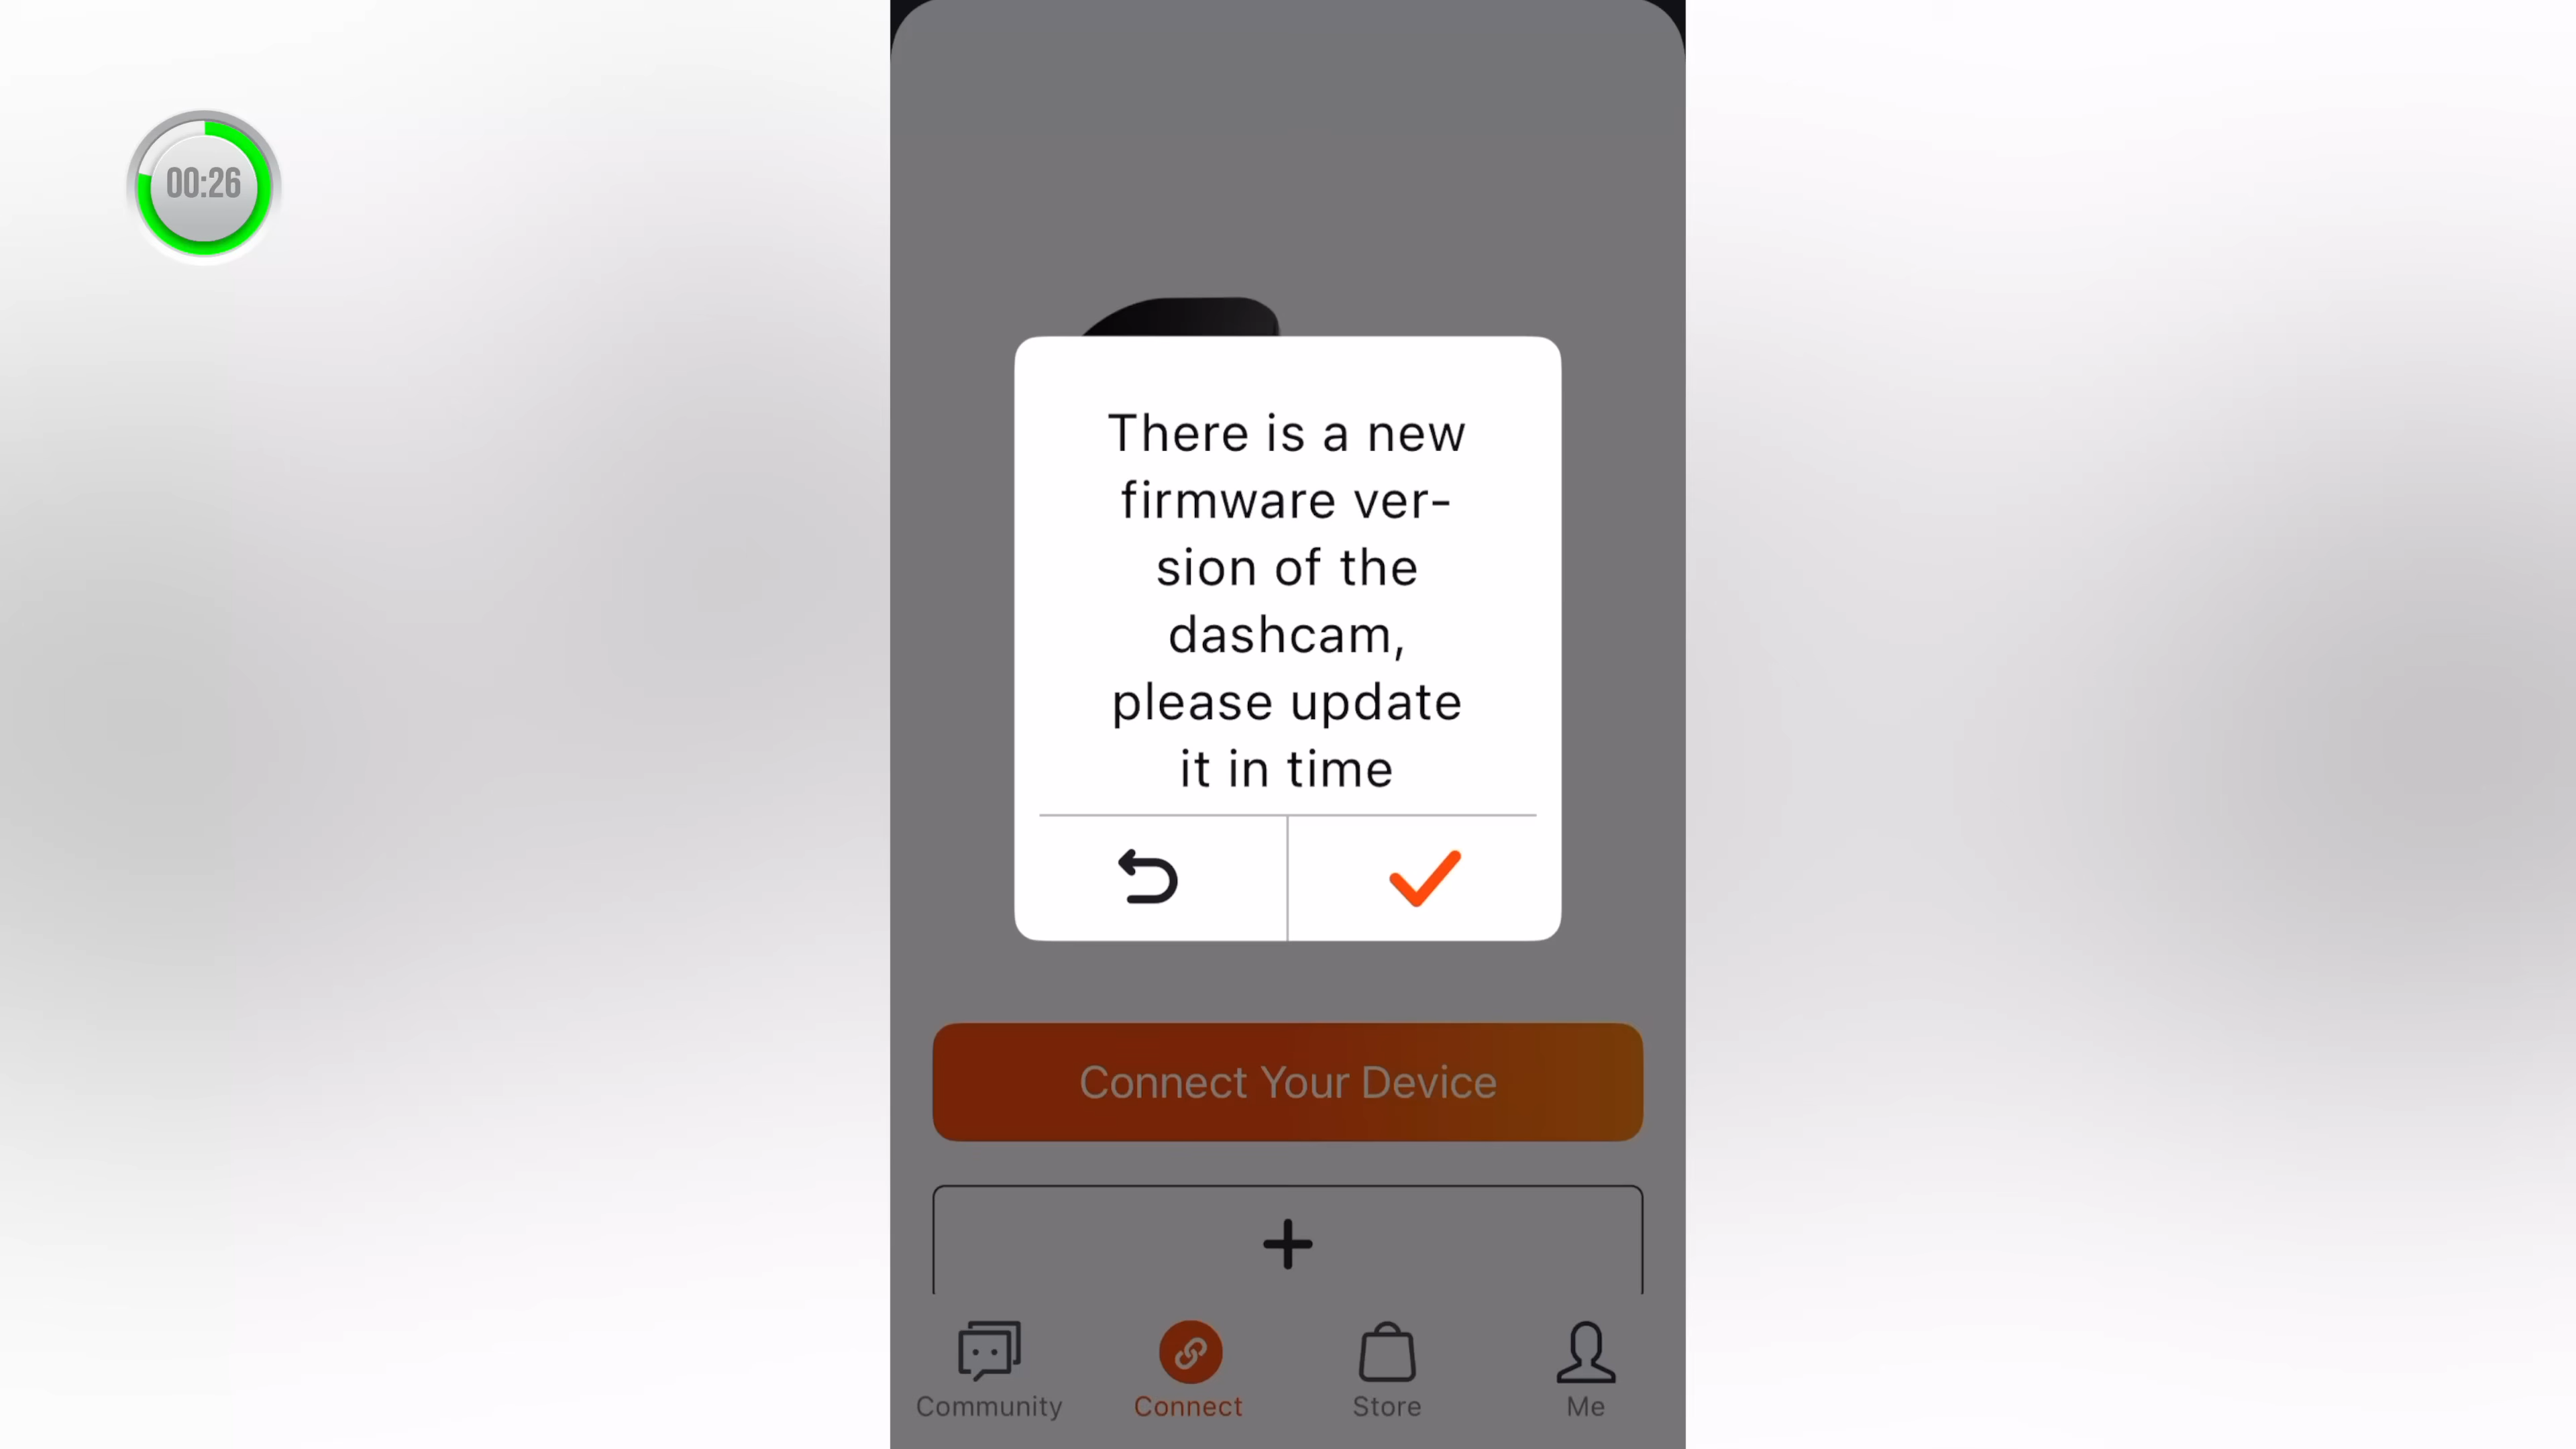 00:26
There is a new
firmware ver-
sion of the
dashcam,
please update
it in time
Connect Your Device
Community
Connect
Store
Me